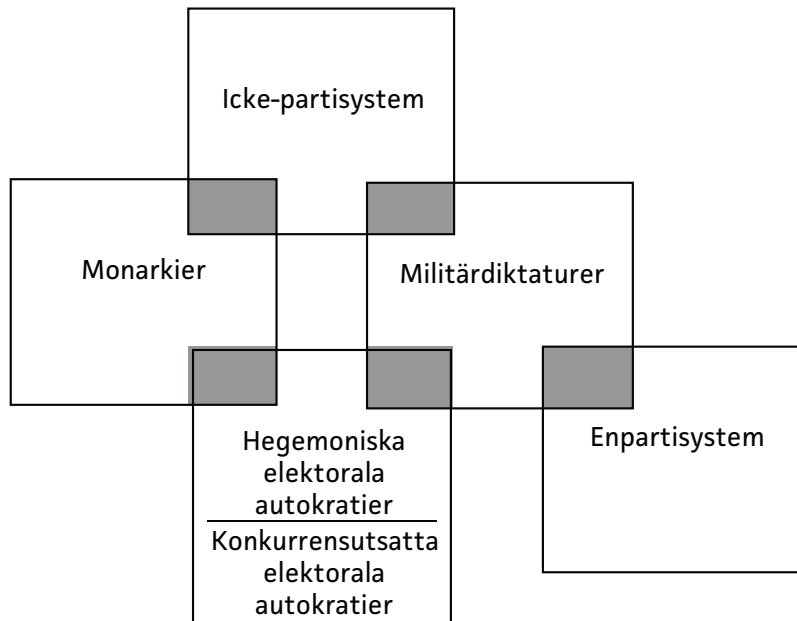 Icke-partisystem
Monarkier
Militärdiktaturer
Hegemoniska
elektorala
autokratier
Konkurrensutsatta
elektorala
autokratier
Enpartisystem